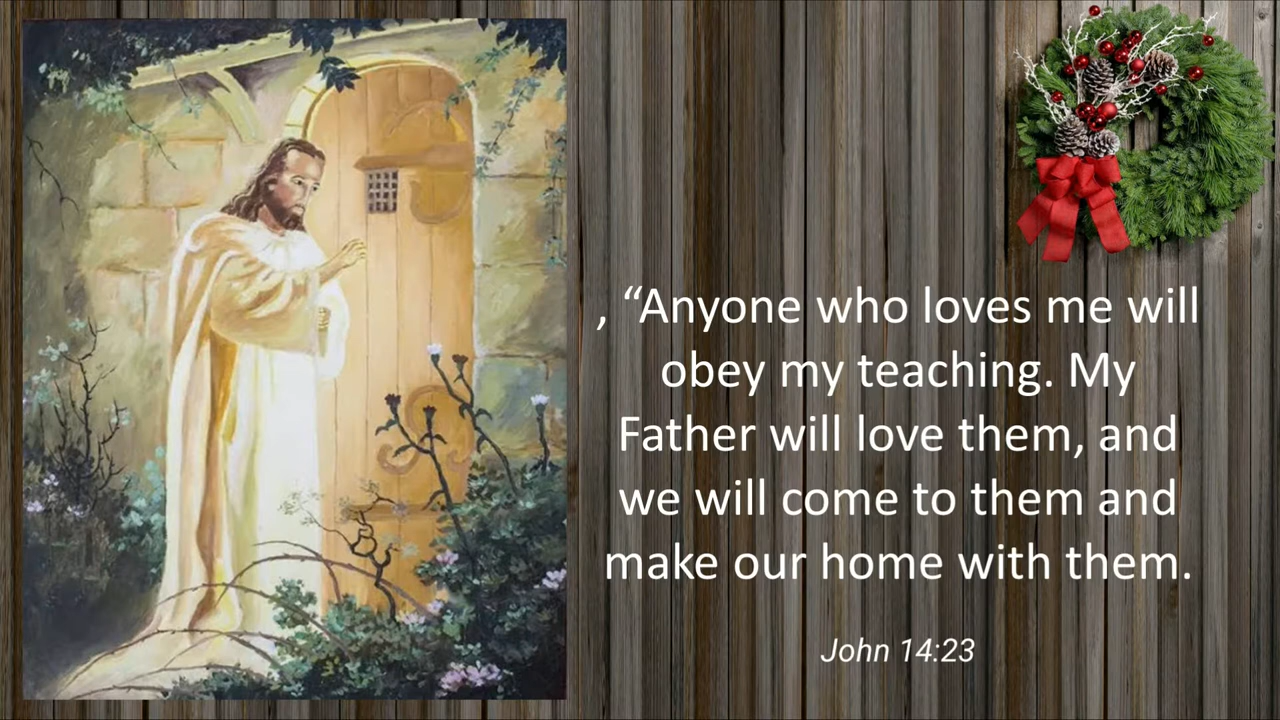 , “Anyone who loves me will
obey my teaching. My
Father will love them, and
we will come to them and
make our home with them.
John 14:23